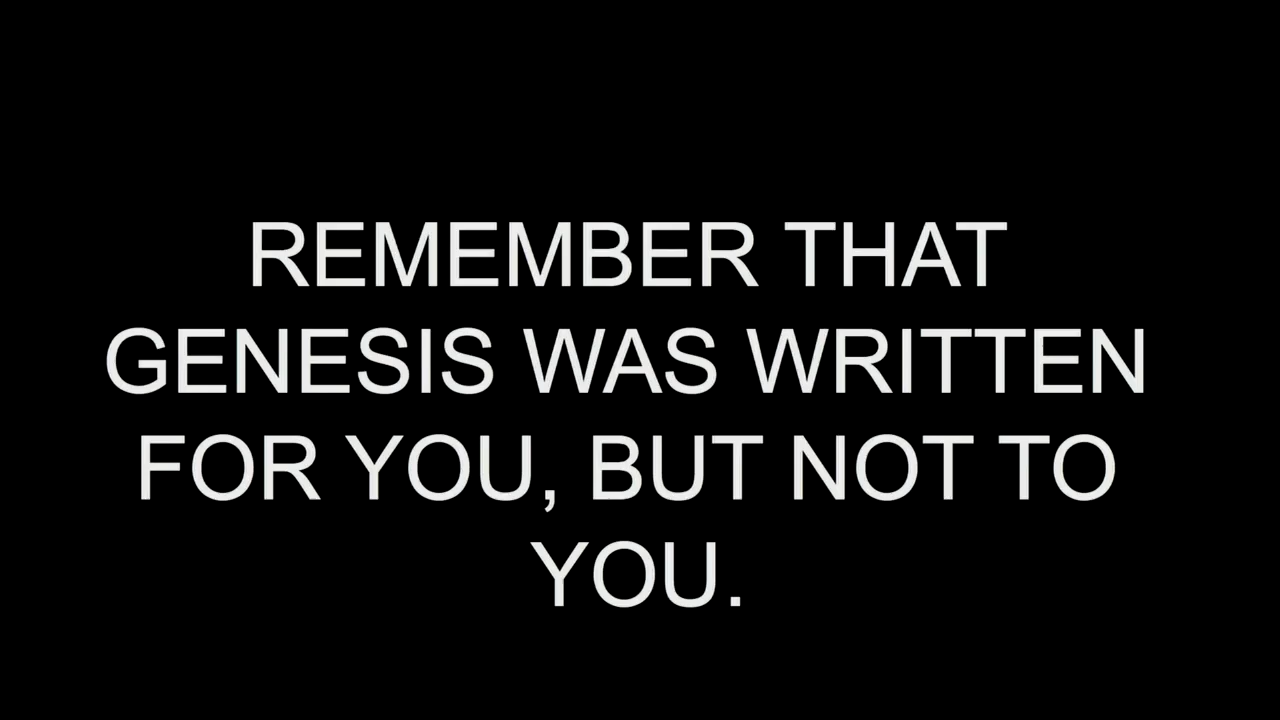 REMEMBER THAT
GENESIS WAS WRITTEN
FOR YOU, BUT NOT TO
YOU.